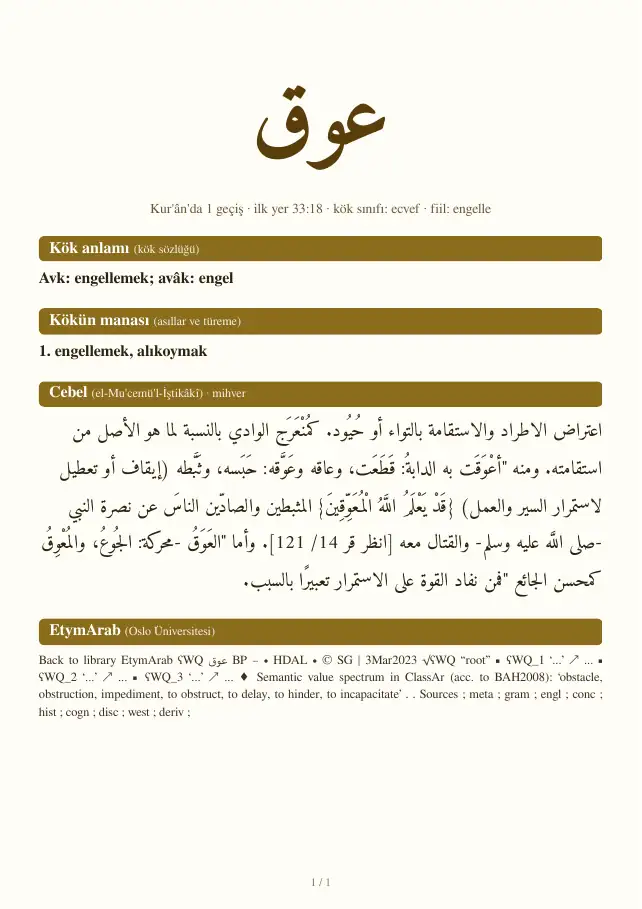 عوق
Kur'ân'da 1 geçiş · ilk yer 33:18 · kök sınıfı: ecvef · fiil: engelle
Kök anlamı (kök sözlüğü)
Avk: engellemek; avâk: engel
Kökün manası (asıllar ve türeme)
1. engellemek, alıkoymak
Cebel (el-Mu'cemü'l-İştikâkî) · mihver
اعتراض الاطراد والاستقامة بالتواء أو حُيُود. كمُنْعَرَج الوادي بالنسبة لما هو الأصل من
استقامته. ومنه "أعْوَقَت به الدابةُ: قَطَعَت، وعاقه وعَوَّقه: حَبَسه، وثَبَّطه (إيقاف أو تعطيل
لاستمرار السير والعمل) {قَدْ يَعْلَمُ اللَّهُ الْمُعَوِّقِينَ} المثبطين والصادّين الناسَ عن نصرة النبي
-صلى اللَّه عليه وسلم- والقتال معه [انظر قر 14/ 121]. وأما "العَوَقُ -محركة: الجُوعُ، والمُعْوِقُ
كمحسن الجائع "فمن نفاد القوة على الاستمرار تعبيرًا بالسبب.
EtymArab (Oslo Üniversitesi)
Back to library EtymArab ʕWQ عوق BP – • HDAL • © SG | 3Mar2023 √ʕWQ “root” ▪ ʕWQ_1 ‘...’ ↗ ... ▪
ʕWQ_2 ‘...’ ↗ ... ▪ ʕWQ_3 ‘...’ ↗ ... ♦ Semantic value spectrum in ClassAr (acc. to BAH2008): ‘obstacle,
obstruction, impediment, to obstruct, to delay, to hinder, to incapacitate’ . . Sources ; meta ; gram ; engl ; conc ;
hist ; cogn ; disc ; west ; deriv ;
1 / 1